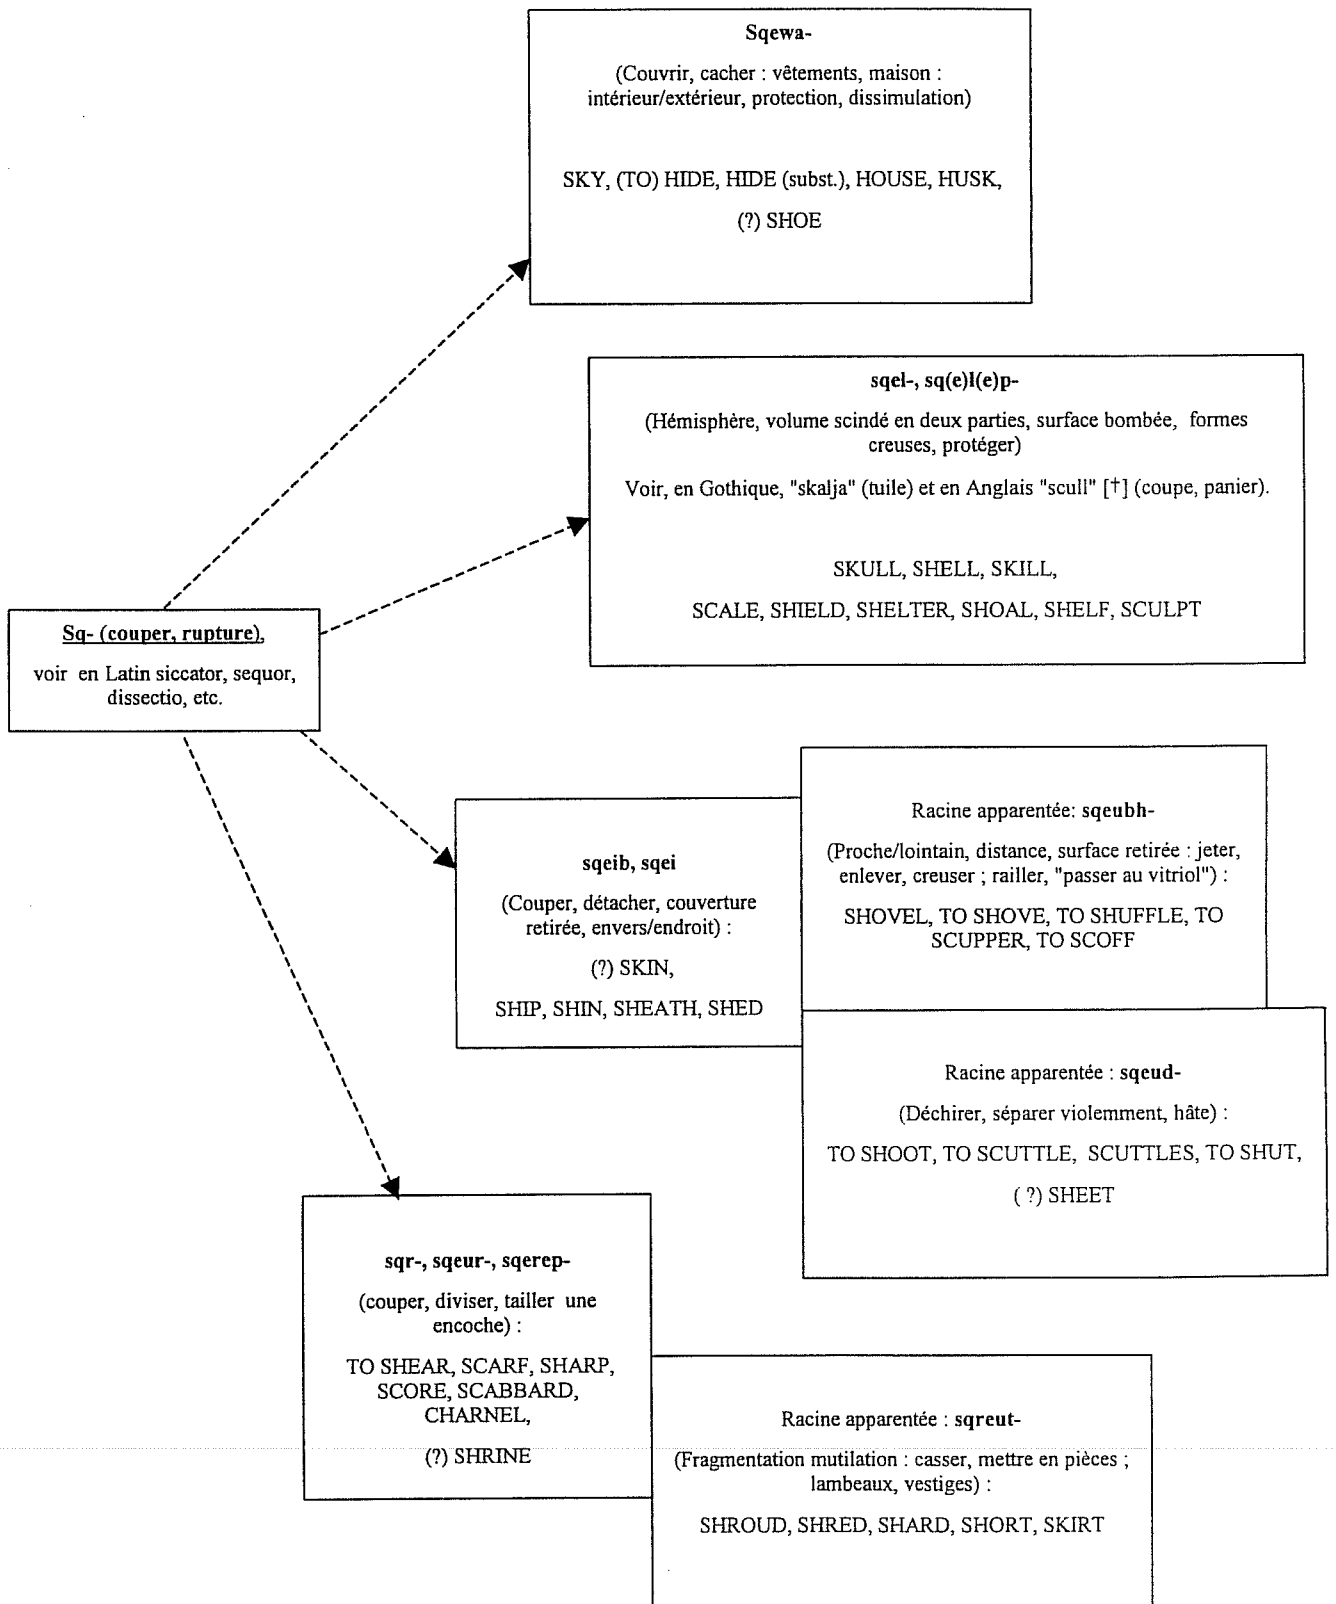 Sqewa-
(Couvrir, cacher : vêtements, maison :
intérieur/extérieur, protection, dissimulation)
SKY, (TO) HIDE, HIDE (subst.), HOUSE, HUSK,
(?) SHOE
sqel-, sq(e)l(e)p-
(Hémisphère, volume scindé en deux parties, surface bombée, formes
creuses, protéger)
Voir, en Gothique, "skalja" (tuile) et en Anglais "scull" [†] (coupe, panier).
SKULL, SHELL, SKILL,
SCALE, SHIELD, SHELTER, SHOAL, SHELF, SCULPT
Sq- (couper, rupture),
voir en Latin siccator, sequor,
dissectio, etc.
sqeib, sqei
(Couper, détacher, couverture
retirée, envers/endroit) :
(?) SKIN,
SHIP, SHIN, SHEATH, SHED
Racine apparentée: sqeubh-
(Proche/lointain, distance, surface retirée : jeter,
enlever, creuser ; railler, "passer au vitriol") :
SHOVEL, TO SHOVE, TO SHUFFLE, TO
SCUPPER, TO SCOFF
Racine apparentée : sqeud-
(Déchirer, séparer violemment, hâte) :
TO SHOOT, TO SCUTTLE, SCUTTLES, TO SHUT,
( ?) SHEET
sqr-, sqeur-, sqerep-
(couper, diviser, tailler une
encoche) :
TO SHEAR, SCARF, SHARP,
SCORE, SCABBARD,
CHARNEL,
(?) SHRINE
Racine apparentée : sqreut-
(Fragmentation mutilation : casser, mettre en pièces ;
lambeaux, vestiges) :
SHROUD, SHRED, SHARD, SHORT, SKIRT